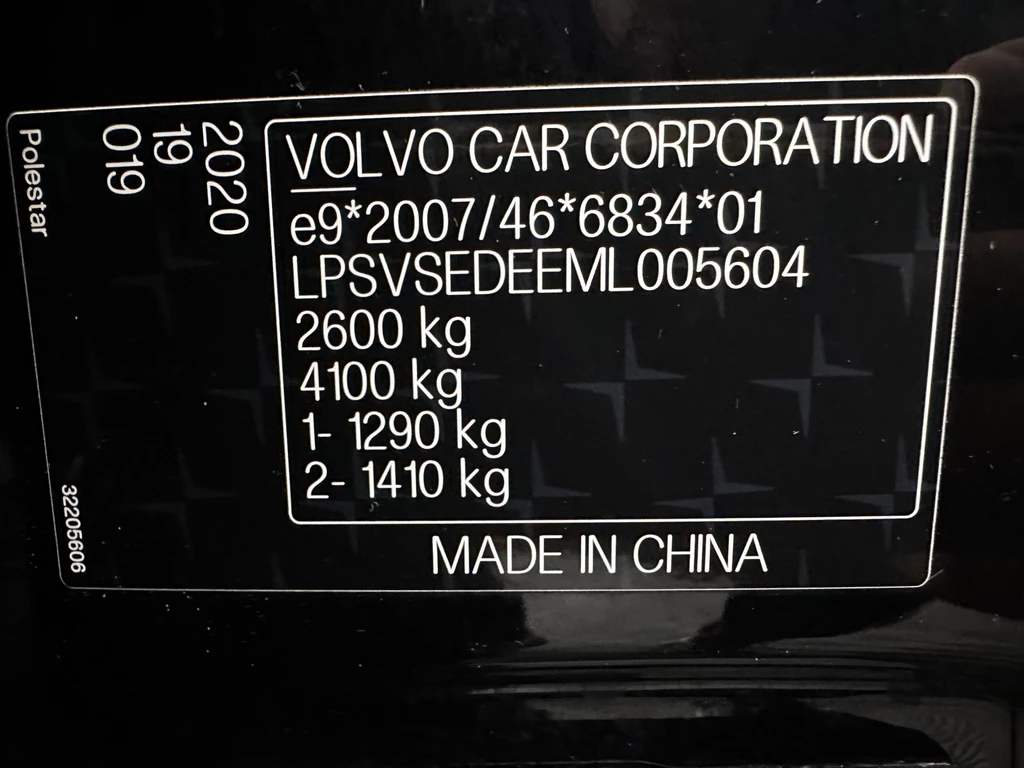 VOLVO CAR CORPORATION
e9*2007/46*6834*01
LPSVSEDEEML005604
2600 kg
4100 kg
1- 1290 kg
2- 1410 kg
MADE IN CHINA
2020
19
019
Polestar
32205606